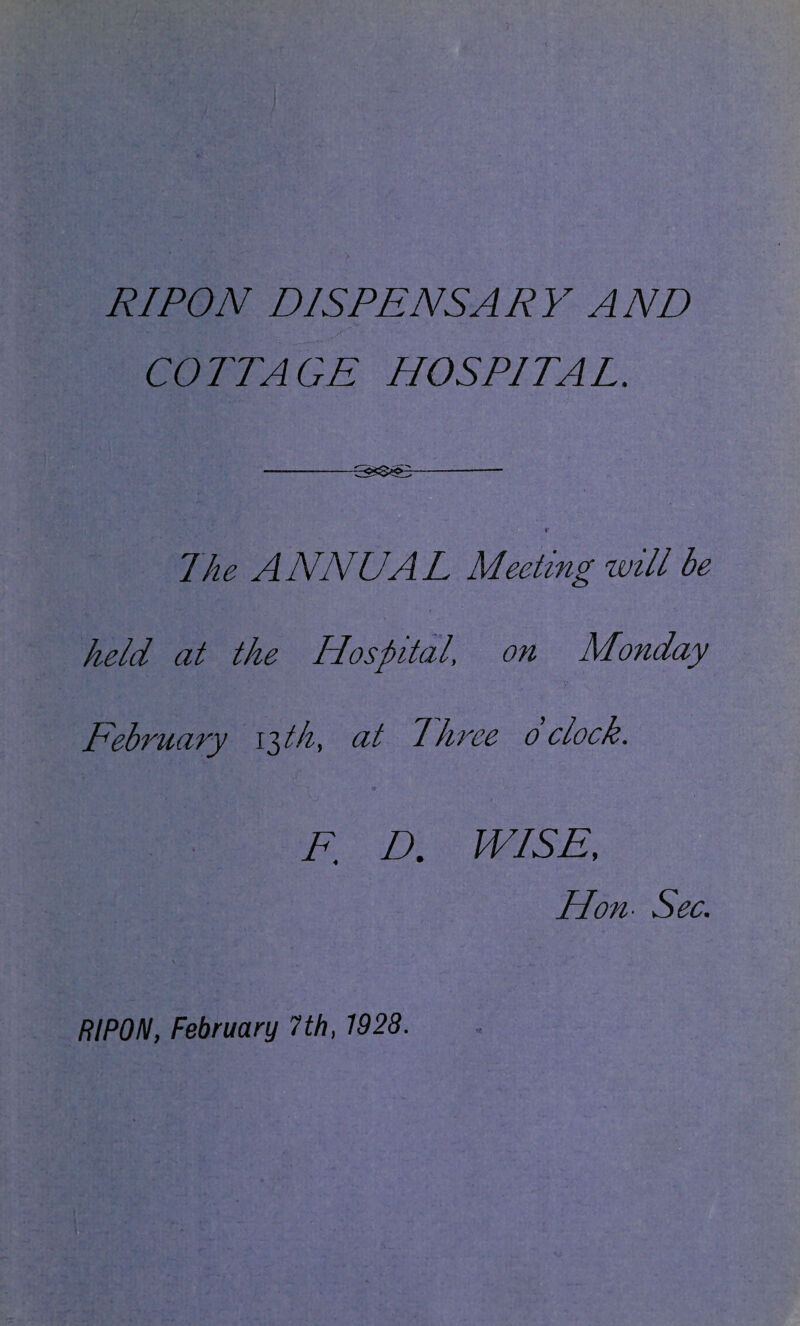 RIPON DISPENSARY AND
COTTAGE HOSPITAL.
The ANNUAL Meeting will be
held at the Hospital, on Monday
February 13th, at Three o'clock.
F. D. WISE,
Hon. Sec.
RIPON, February 7th, 1928.